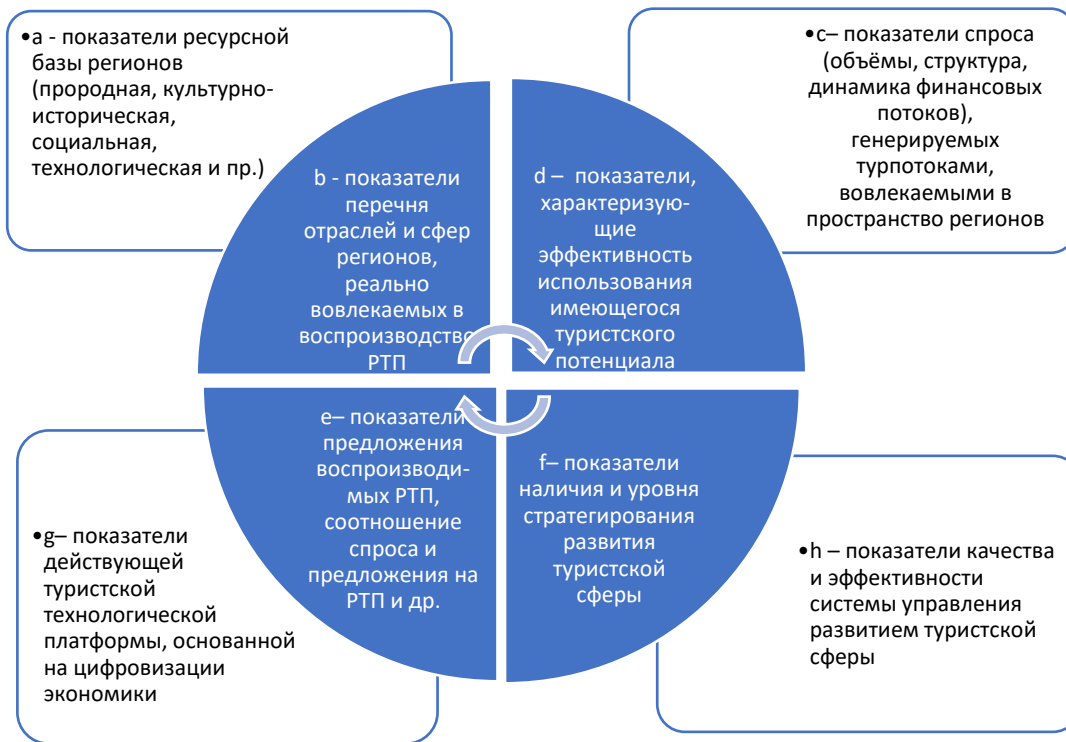 •a - показатели ресурсной
базы регионов
(прородная, культурно-
историческая,
социальная,
технологическая и пр.)
b - показатели
перечня
отраслей и сфер
регионов,
реально
вовлекаемых в
воспроизводство
РТП
•c– показатели спроса
(объёмы, структура,
динамика финансовых
потоков),
генерируемых
турпотоками,
вовлекаемыми в
пространство регионов
d – показатели,
характеризую-
щие
эффективность
использования
имеющегося
туристского
потенциала
e– показатели
предложения
воспроизводи-
мых РТП,
соотношение
спроса и
предложения на
РТП и др.
f– показатели
наличия и уровня
стратегирования
развития
туристской
сферы
•g– показатели
действующей
туристской
технологической
платформы, основанной
на цифровизации
экономики
•h – показатели качества
и эффективности
системы управления
развитием туристской
сферы